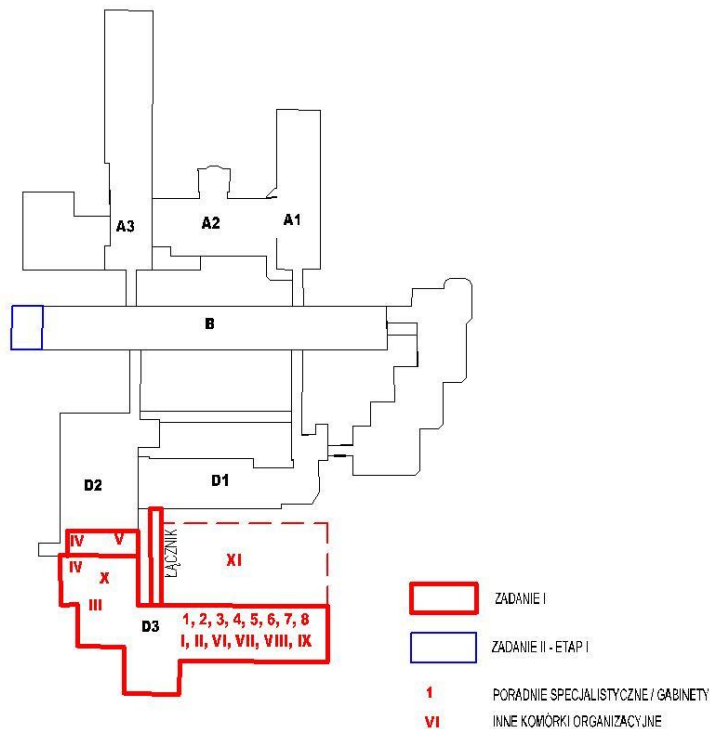 A3
A2
A1
B
D2
D1
IV V
ŁĄCZNIK
XI
IV
X
III
D3
1, 2, 3, 4, 5, 6, 7, 8
I, II, VI, VII, VIII, IX
ZADANIE I
ZADANIE II - ETAP I
1 PORADNIE SPECJALISTYCZNE / GABINETY
VI INNE KOMÓRKI ORGANIZACYJNE